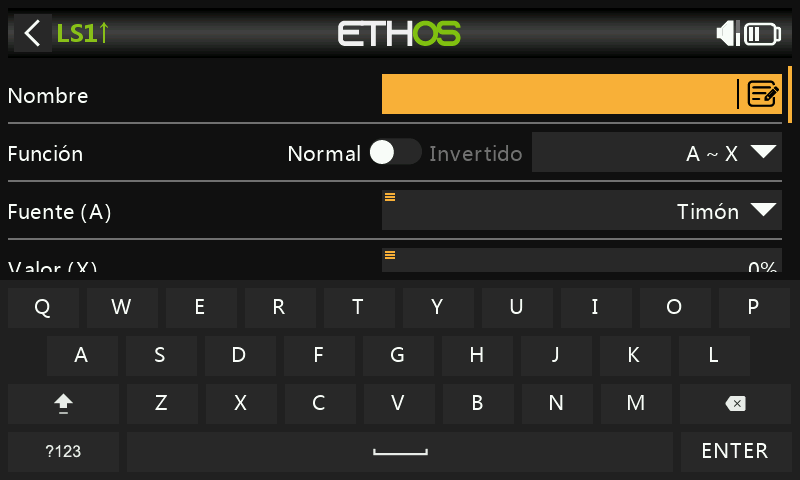 LS1↑ ETHOS
Nombre
Función Normal Invertido A ~ X
Fuente (A) Timón
Valor (X) 0%
Q W E R T Y U I O P
A S D F G H J K L
Z X C V B N M
?123 ENTER